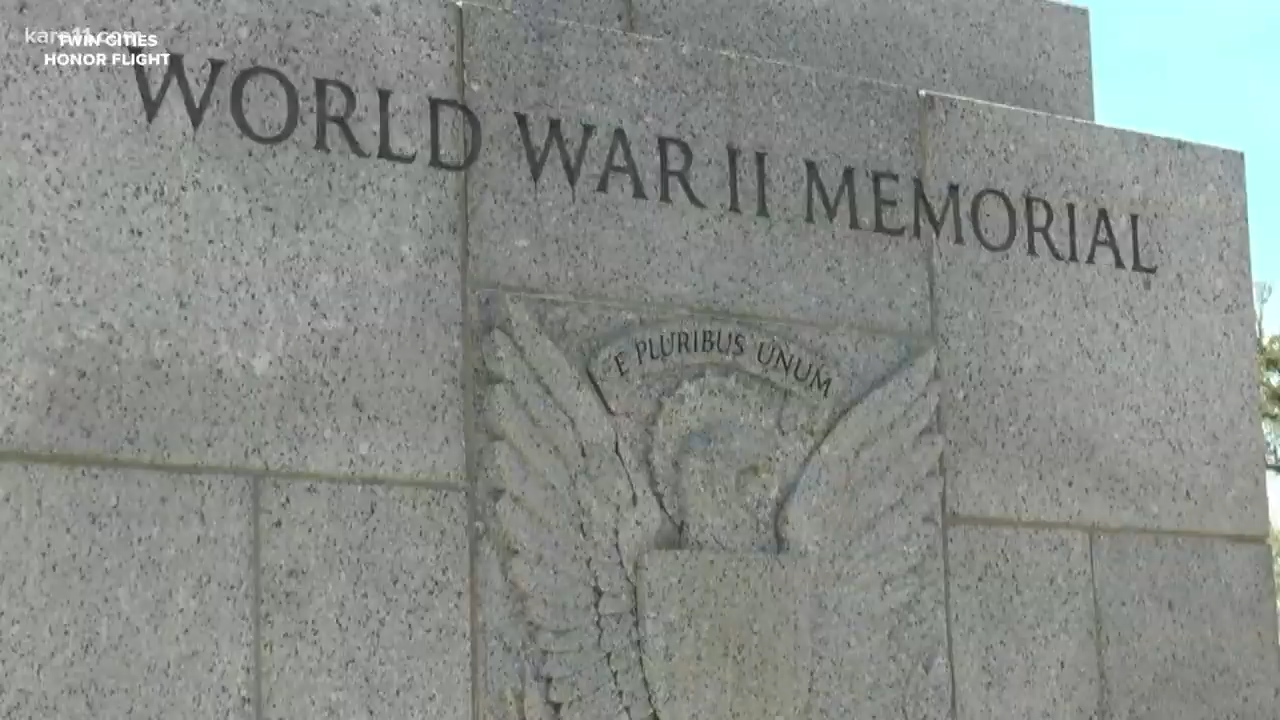 kare11.com
TWIN CITIES
HONOR FLIGHT
WORLD WAR II MEMORIAL
E PLURIBUS UNUM